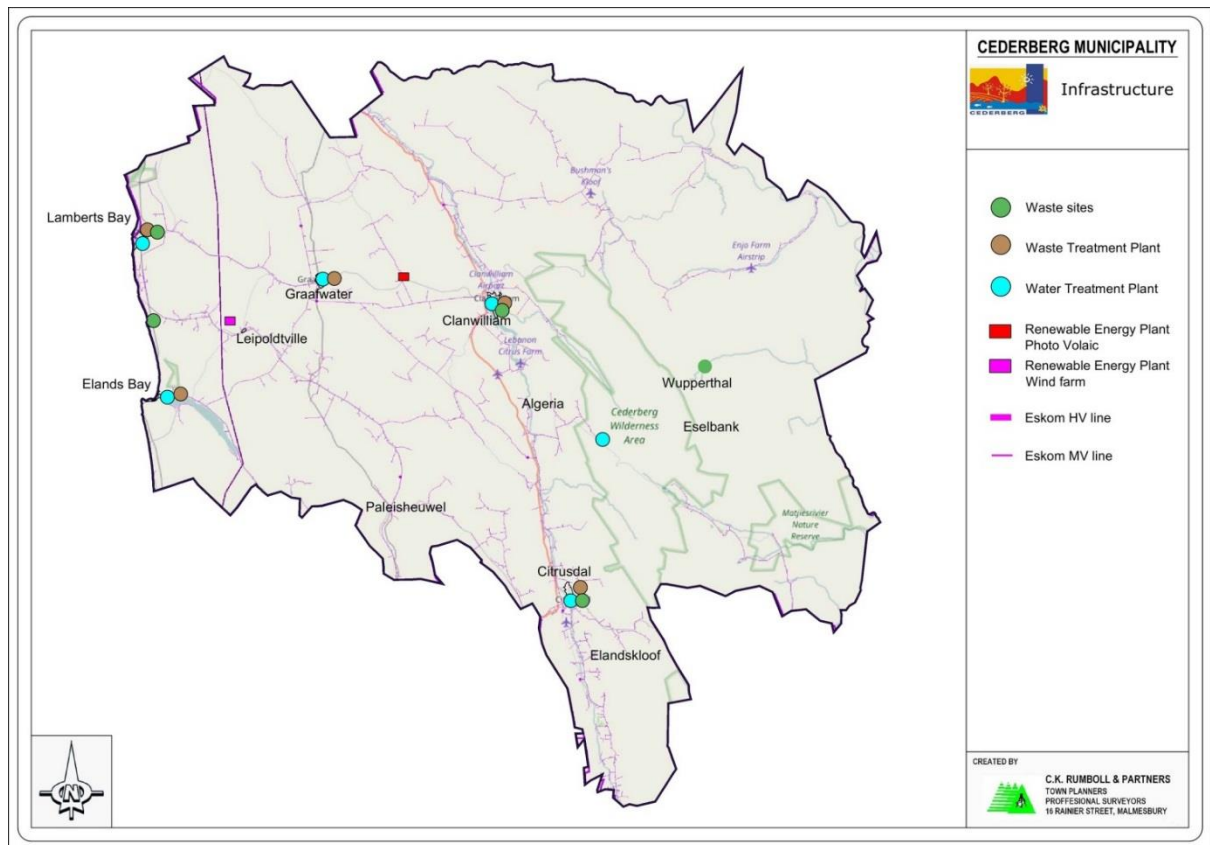 CEDERBERG MUNICIPALITY
CEDERBERG
Infrastructure
Waste sites
Waste Treatment Plant
Water Treatment Plant
Renewable Energy Plant
Photo Volaic
Renewable Energy Plant
Wind farm
Eskom HV line
Eskom MV line
Bushman's
Kloof
Lamberts Bay
Enjo Farm
Airstrip
Clanwilliam
Airport
Graafwater
Clanwilliam
Leipoldtville
Lebanon
Citrus Farm
Wupperthal
Elands Bay
Algeria
Cederberg
Wilderness
Area
Eselbank
Paleisheuwel
Matjiesrivier
Nature
Reserve
Citrusdal
Elandskloof
N
CREATED BY
C.K. RUMBOLL & PARTNERS
TOWN PLANNERS
PROFFESIONAL SURVEYORS
16 RAINIER STREET, MALMESBURY